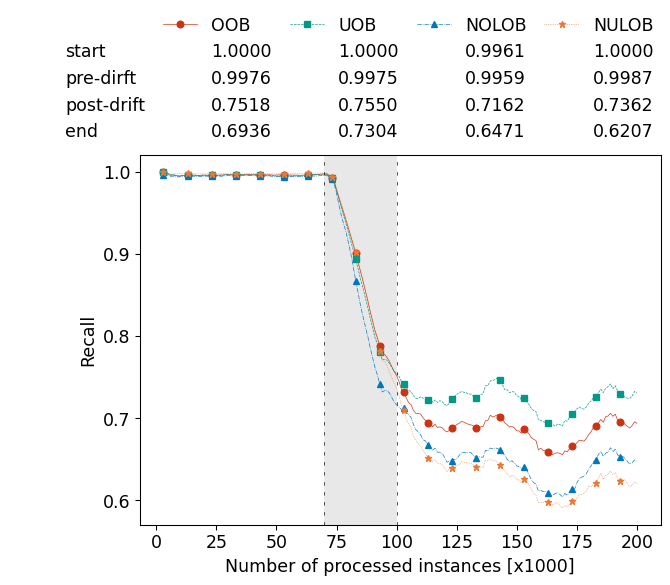 OOB UOB NOLOB NULOB
start 1.0000 1.0000 0.9961 1.0000
pre-dirft 0.9976 0.9975 0.9959 0.9987
post-drift 0.7518 0.7550 0.7162 0.7362
end 0.6936 0.7304 0.6471 0.6207
1.0
0.9
0.8
0.7
0.6
Recall
0 25 50 75 100 125 150 175 200
Number of processed instances [x1000]